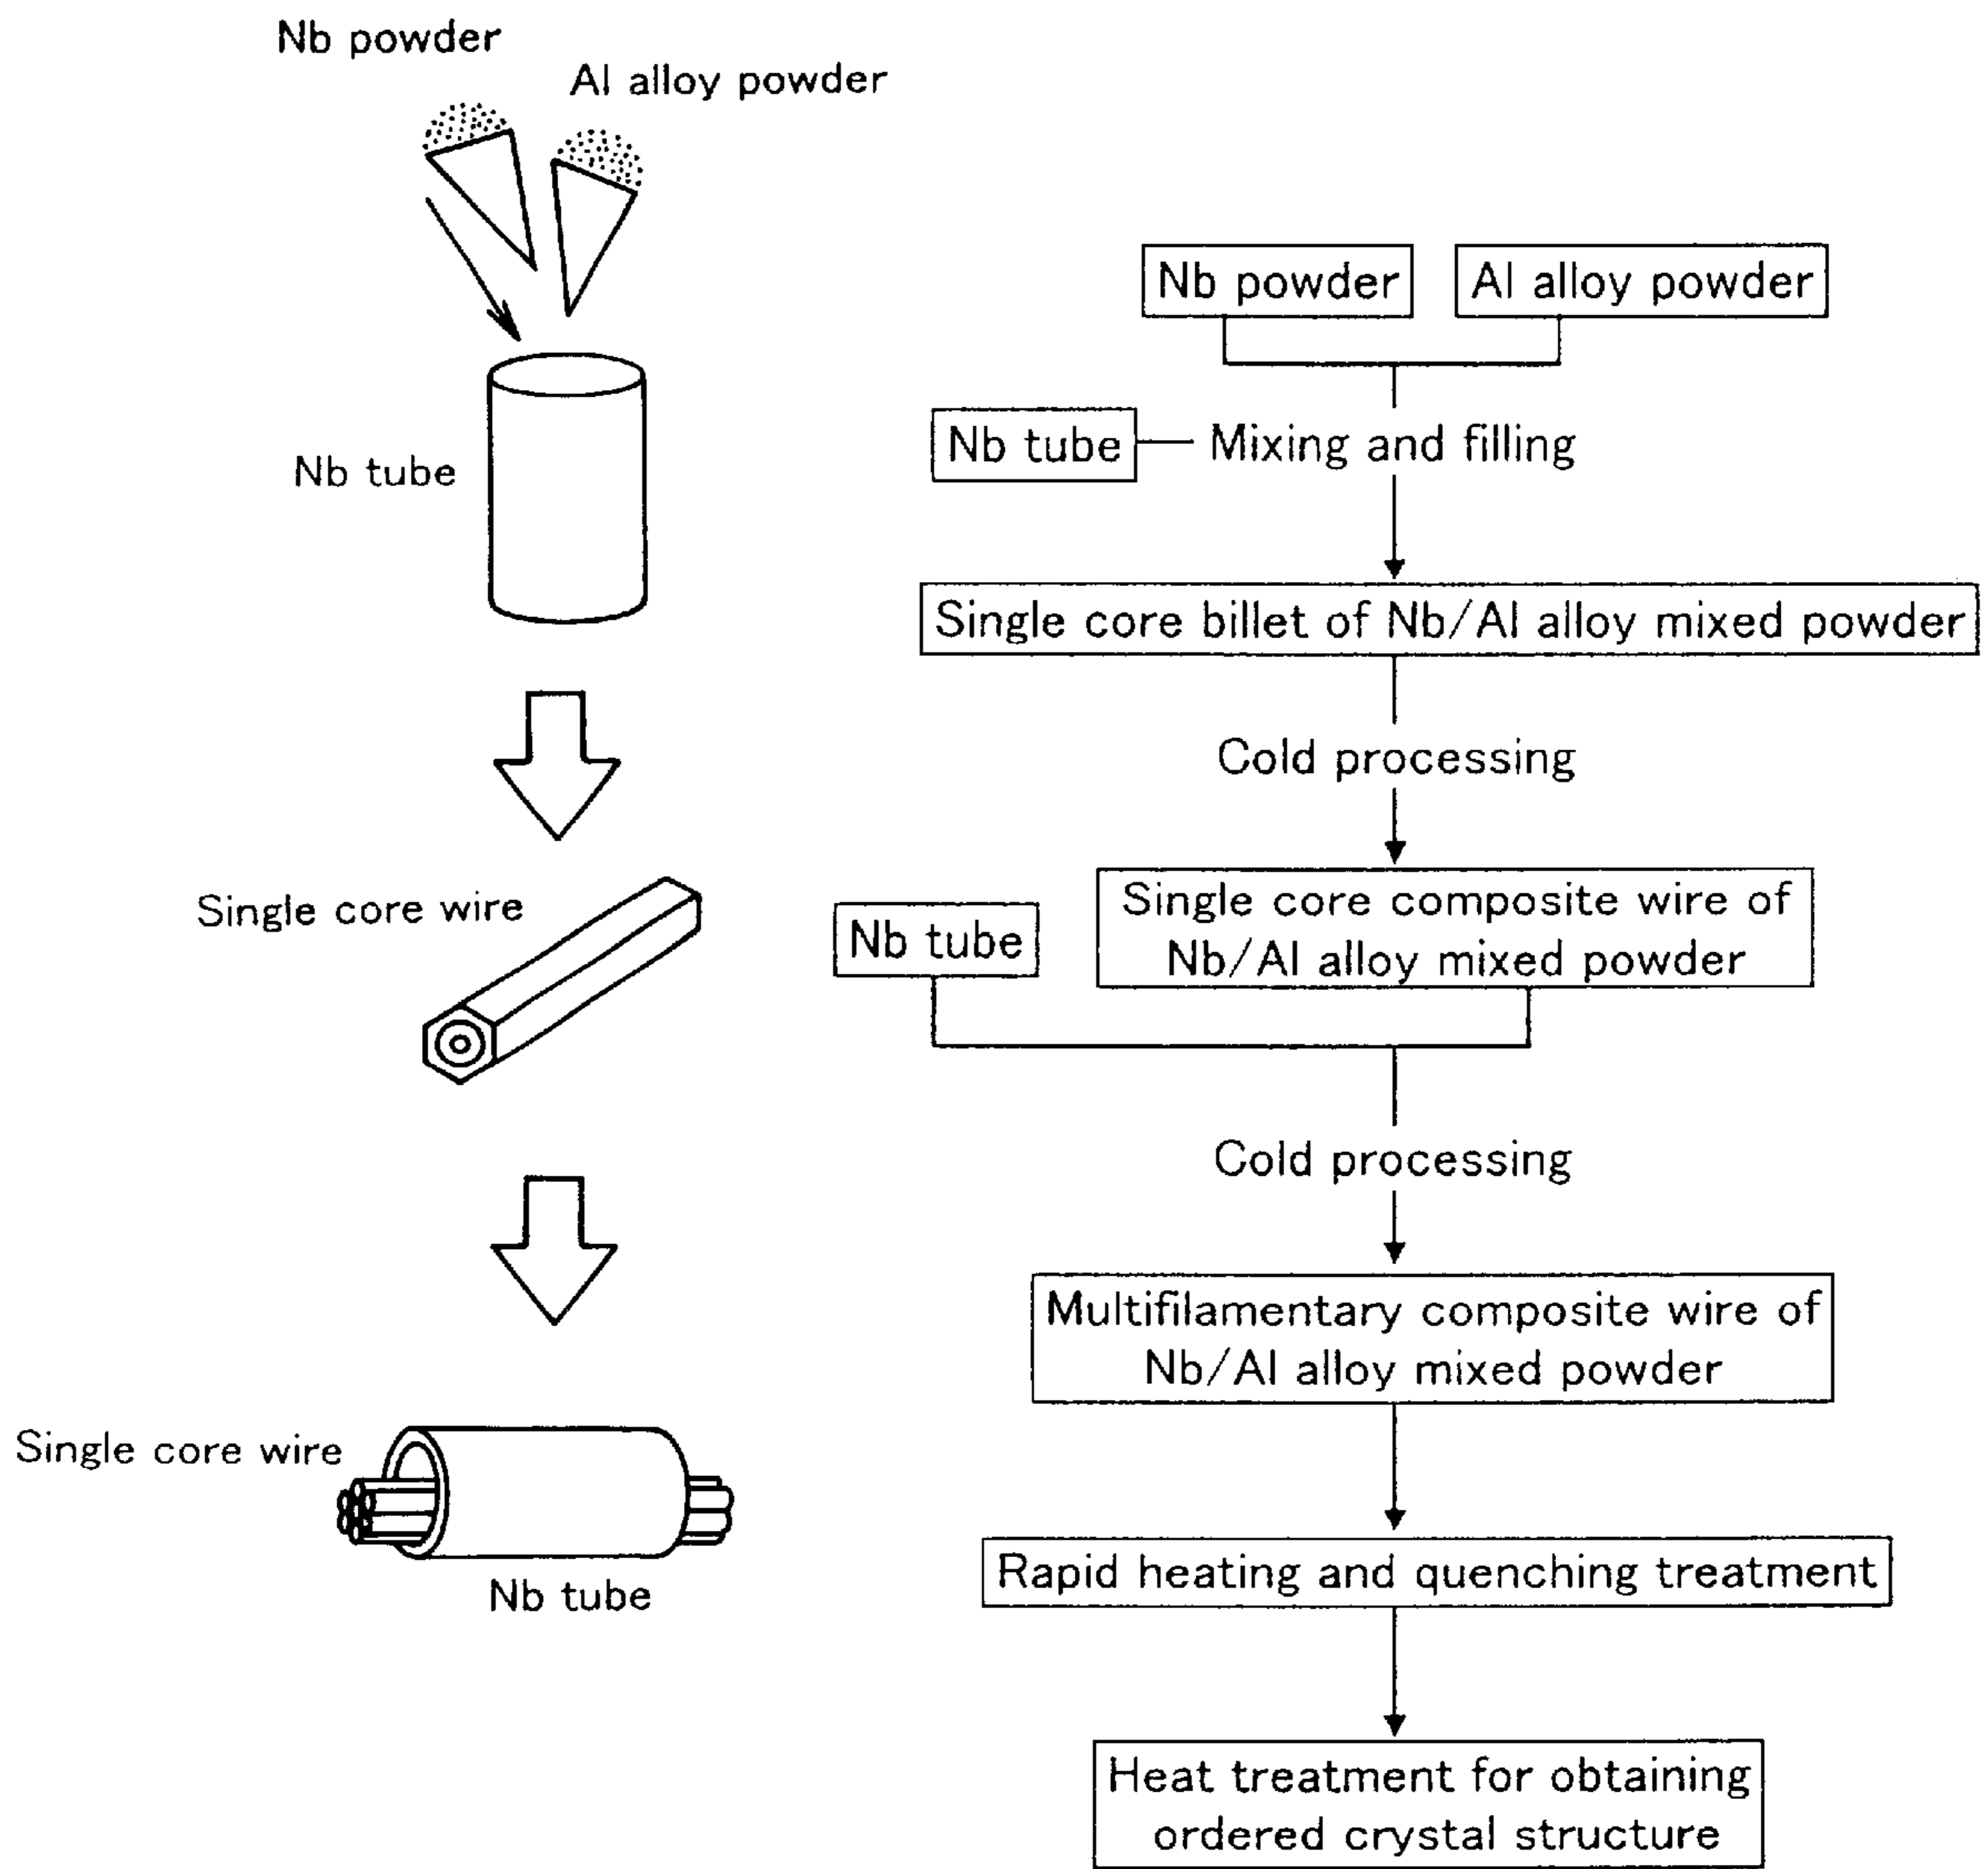 Nb powder
Al alloy powder
Nb tube
Single core wire
Single core wire
Nb tube
Nb powder
Al alloy powder
Nb tube
Mixing and filling
Single core billet of Nb/Al alloy mixed powder
Cold processing
Nb tube
Single core composite wire of
Nb/Al alloy mixed powder
Cold processing
Multifilamentary composite wire of
Nb/Al alloy mixed powder
Rapid heating and quenching treatment
Heat treatment for obtaining
ordered crystal structure